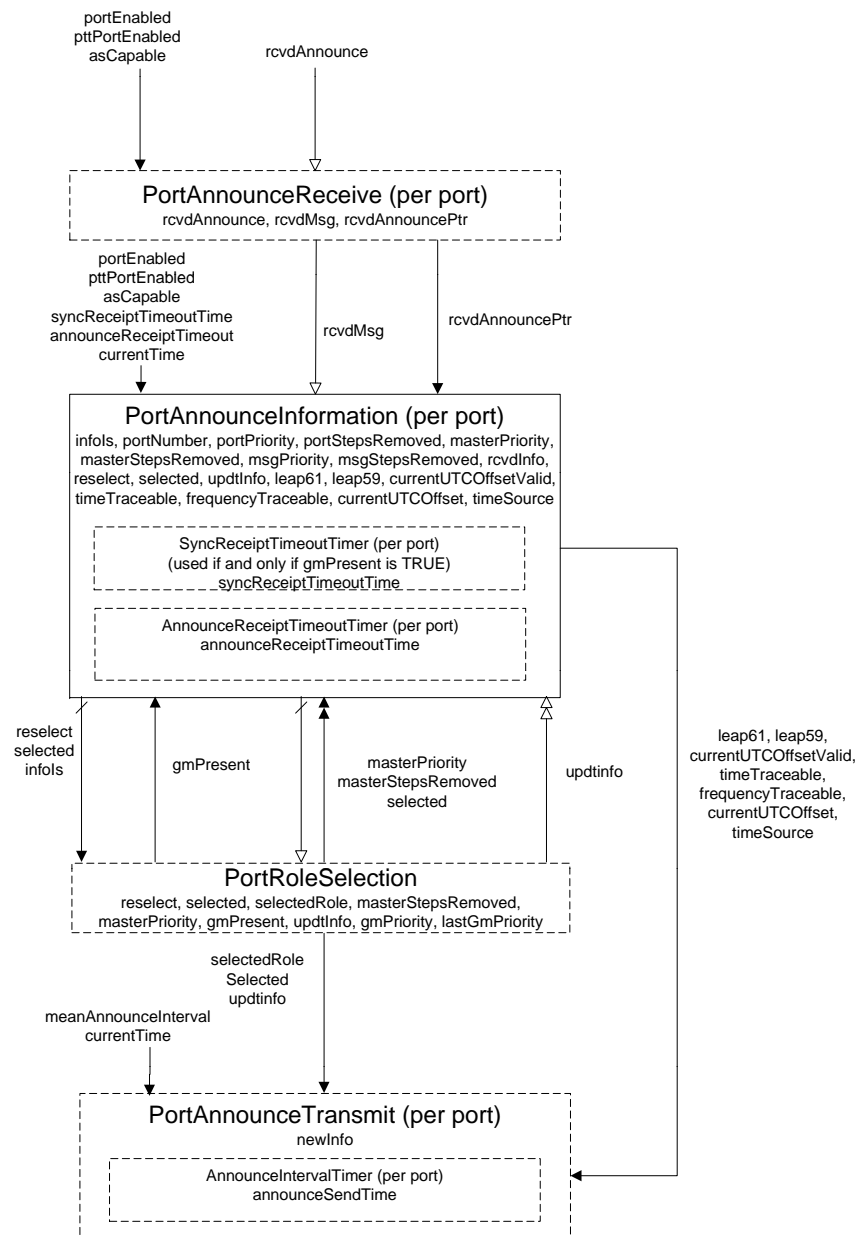 portEnabled
pttPortEnabled
asCapable
rcvdAnnounce
PortAnnounceReceive (per port)
rcvdAnnounce, rcvdMsg, rcvdAnnouncePtr
portEnabled
pttPortEnabled
asCapable
syncReceiptTimeoutTime
announceReceiptTimeout
currentTime
rcvdMsg
rcvdAnnouncePtr
PortAnnounceInformation (per port)
infoIs, portNumber, portPriority, portStepsRemoved, masterPriority,
masterStepsRemoved, msgPriority, msgStepsRemoved, rcvdInfo,
reselect, selected, updtInfo, leap61, leap59, currentUTCOffsetValid,
timeTraceable, frequencyTraceable, currentUTCOffset, timeSource
SyncReceiptTimeoutTimer (per port)
(used if and only if gmPresent is TRUE)
syncReceiptTimeoutTime
AnnounceReceiptTimeoutTimer (per port)
announceReceiptTimeoutTime
reselect
selected
infoIs
gmPresent
masterPriority
masterStepsRemoved
selected
updtinfo
leap61, leap59,
currentUTCOffsetValid,
timeTraceable,
frequencyTraceable,
currentUTCOffset,
timeSource
PortRoleSelection
reselect, selected, selectedRole, masterStepsRemoved,
masterPriority, gmPresent, updtInfo, gmPriority, lastGmPriority
selectedRole
Selected
updtinfo
meanAnnounceInterval
currentTime
PortAnnounceTransmit (per port)
newInfo
AnnounceIntervalTimer (per port)
announceSendTime